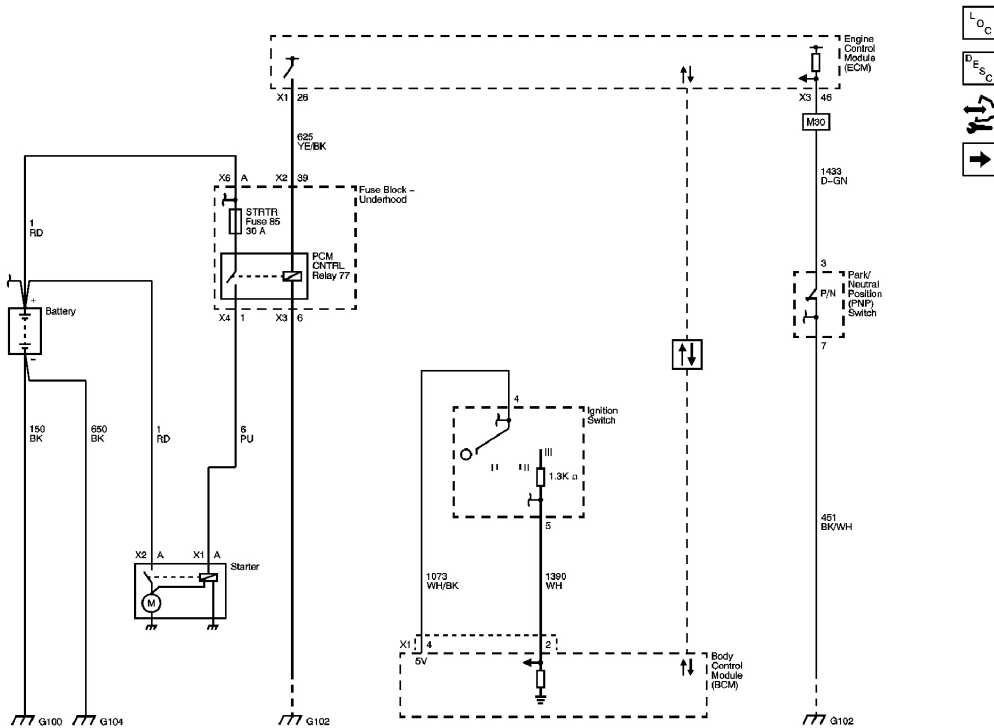 Engine
Control
Module
(ECM)
L
O
C
D
E
S
C
X1 26
X3 46
M30
625
YE/BK
1433
D-GN
X6 A
X2 39
Fuse Block –
Underhood
STRTR
Fuse 85
30 A
PCM
CNTRL
Relay 77
X4 1
X3 6
1
RD
+
Battery
–
3
P/N
Park/
Neutral
Position
(PNP)
Switch
7
150
BK
650
BK
1
RD
6
PU
4
Ignition
Switch
I II III
1.3K Ω
5
451
BK/WH
X2 A
X1 A
Starter
M
1073
WH/BK
1390
WH
X1 4
2
5V
Body
Control
Module
(BCM)
G100
G104
G102
G102